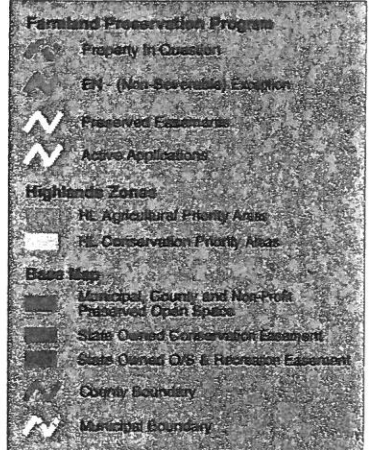 Farmland Preservation Program
Property In Question
EN - (Non-Severable) Exception
Preserved Easements
Active Applications
Highlands Zones
HL Agricultural Priority Areas
HL Conservation Priority Areas
Base Map
Municipal, County and Non-Profit
Preserved Open Space
State Owned Conservation Easement
State Owned O/S & Recreation Easement
County Boundary
Municipal Boundary